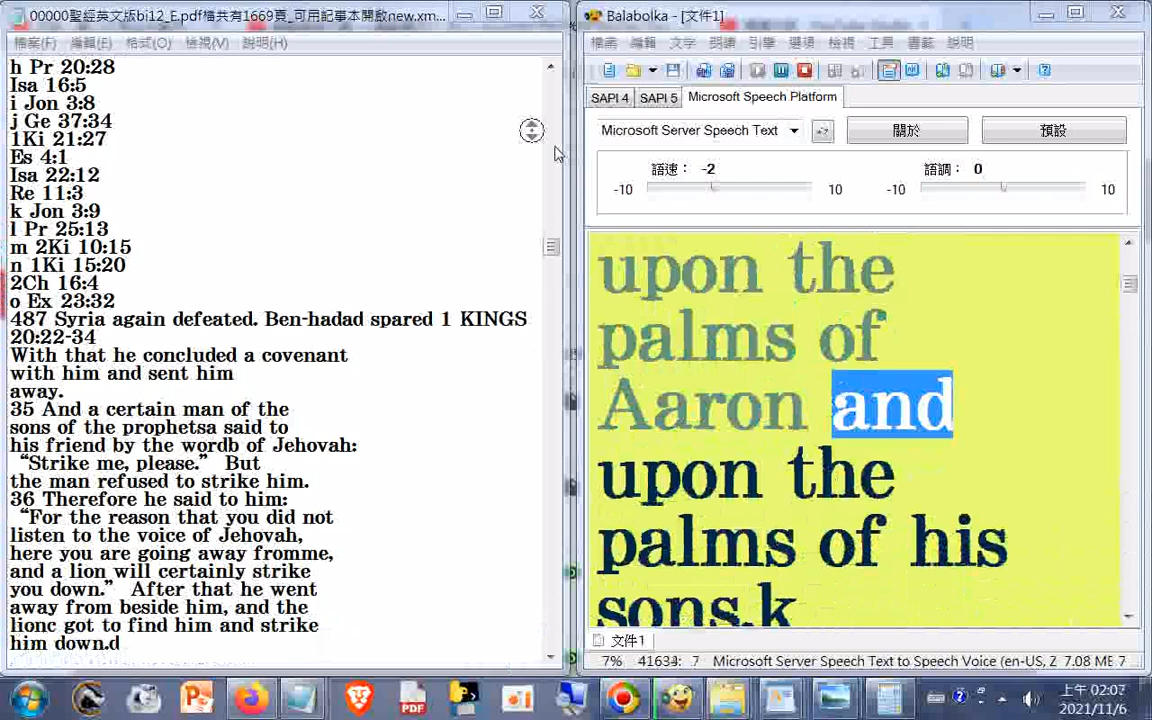 00000聖經英文版bi12_E.pdf檔共有1669頁_可用記事本開啟new.xm...
檔案(F) 編輯(E) 格式(O) 檢視(V) 說明(H)
h Pr 20:28
Isa 16:5
i Jon 3:8
j Ge 37:34
1Ki 21:27
Es 4:1
Isa 22:12
Re 11:3
k Jon 3:9
l Pr 25:13
m 2Ki 10:15
n 1Ki 15:20
2Ch 16:4
o Ex 23:32
487 Syria again defeated. Ben-hadad spared 1 KINGS
20:22-34
With that he concluded a covenant
with him and sent him
away.
35 And a certain man of the
sons of the prophetsa said to
his friend by the wordb of Jehovah:
“Strike me, please.” But
the man refused to strike him.
36 Therefore he said to him:
“For the reason that you did not
listen to the voice of Jehovah,
here you are going away fromme,
and a lion will certainly strike
you down.” After that he went
away from beside him, and the
lionc got to find him and strike
him down.d
Balabolka - [文件1]
檔案 編輯 文字 朗讀 引擎 選項 檢視 工具 書籤 說明
SAPI 4 SAPI 5 Microsoft Speech Platform
Microsoft Server Speech Text 關於 預設
語速： -2 語調： 0
-10 10 -10 10
upon the
palms of
Aaron and
upon the
palms of his
sons.k
文件1
7% Microsoft Server Speech Text to Speech Voice (en-US, Z 7.08 ME 7
PDF
上午 02:07
2021/11/6